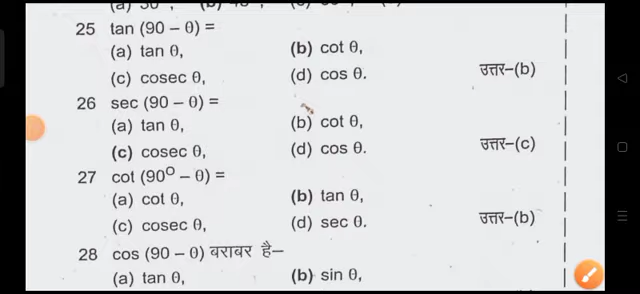 25 tan (90 – θ) =
(a) tan θ, (b) cot θ,
(c) cosec θ, (d) cos θ. उत्तर–(b)
26 sec (90 – θ) =
(a) tan θ, (b) cot θ,
(c) cosec θ, (d) cos θ. उत्तर–(c)
27 cot (90⁰ – θ) =
(a) cot θ, (b) tan θ,
(c) cosec θ, (d) sec θ. उत्तर–(b)
28 cos (90 – θ) बराबर है–
(a) tan θ, (b) sin θ,